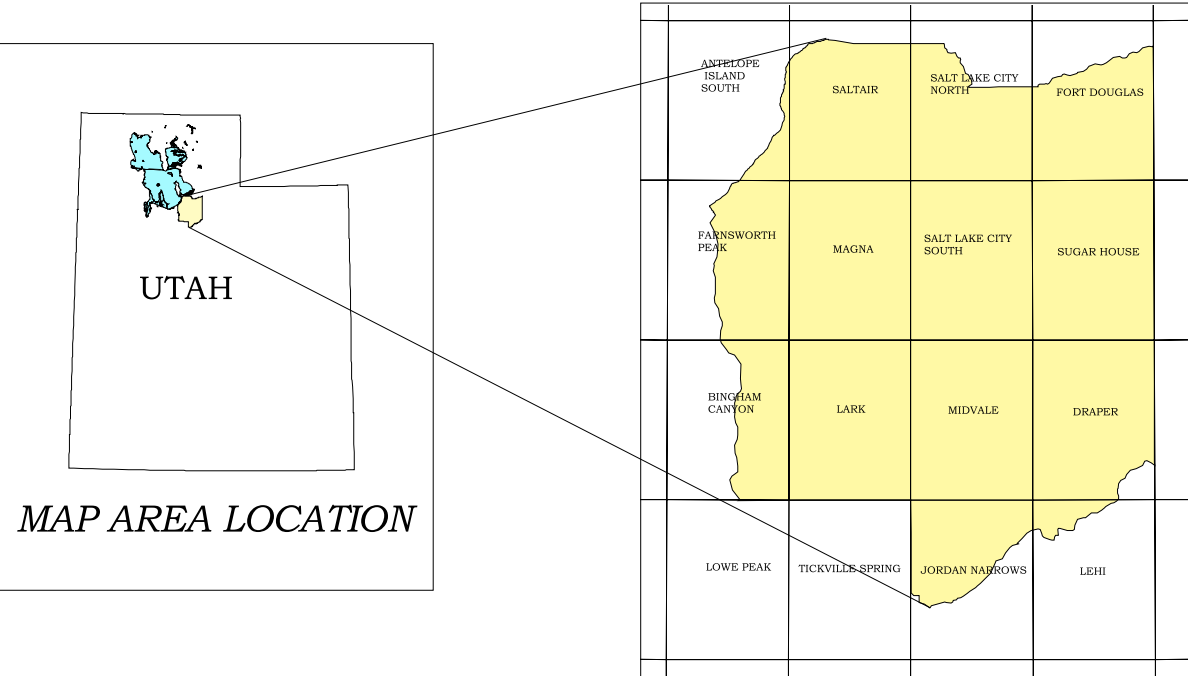 UTAH
MAP AREA LOCATION
ANTELOPE
ISLAND
SOUTH
SALTAIR
SALT LAKE CITY
NORTH
FORT DOUGLAS
FARNSWORTH
PEAK
MAGNA
SALT LAKE CITY
SOUTH
SUGAR HOUSE
BINGHAM
CANYON
LARK
MIDVALE
DRAPER
LOWE PEAK
TICKVILLE SPRING
JORDAN NARROWS
LEHI